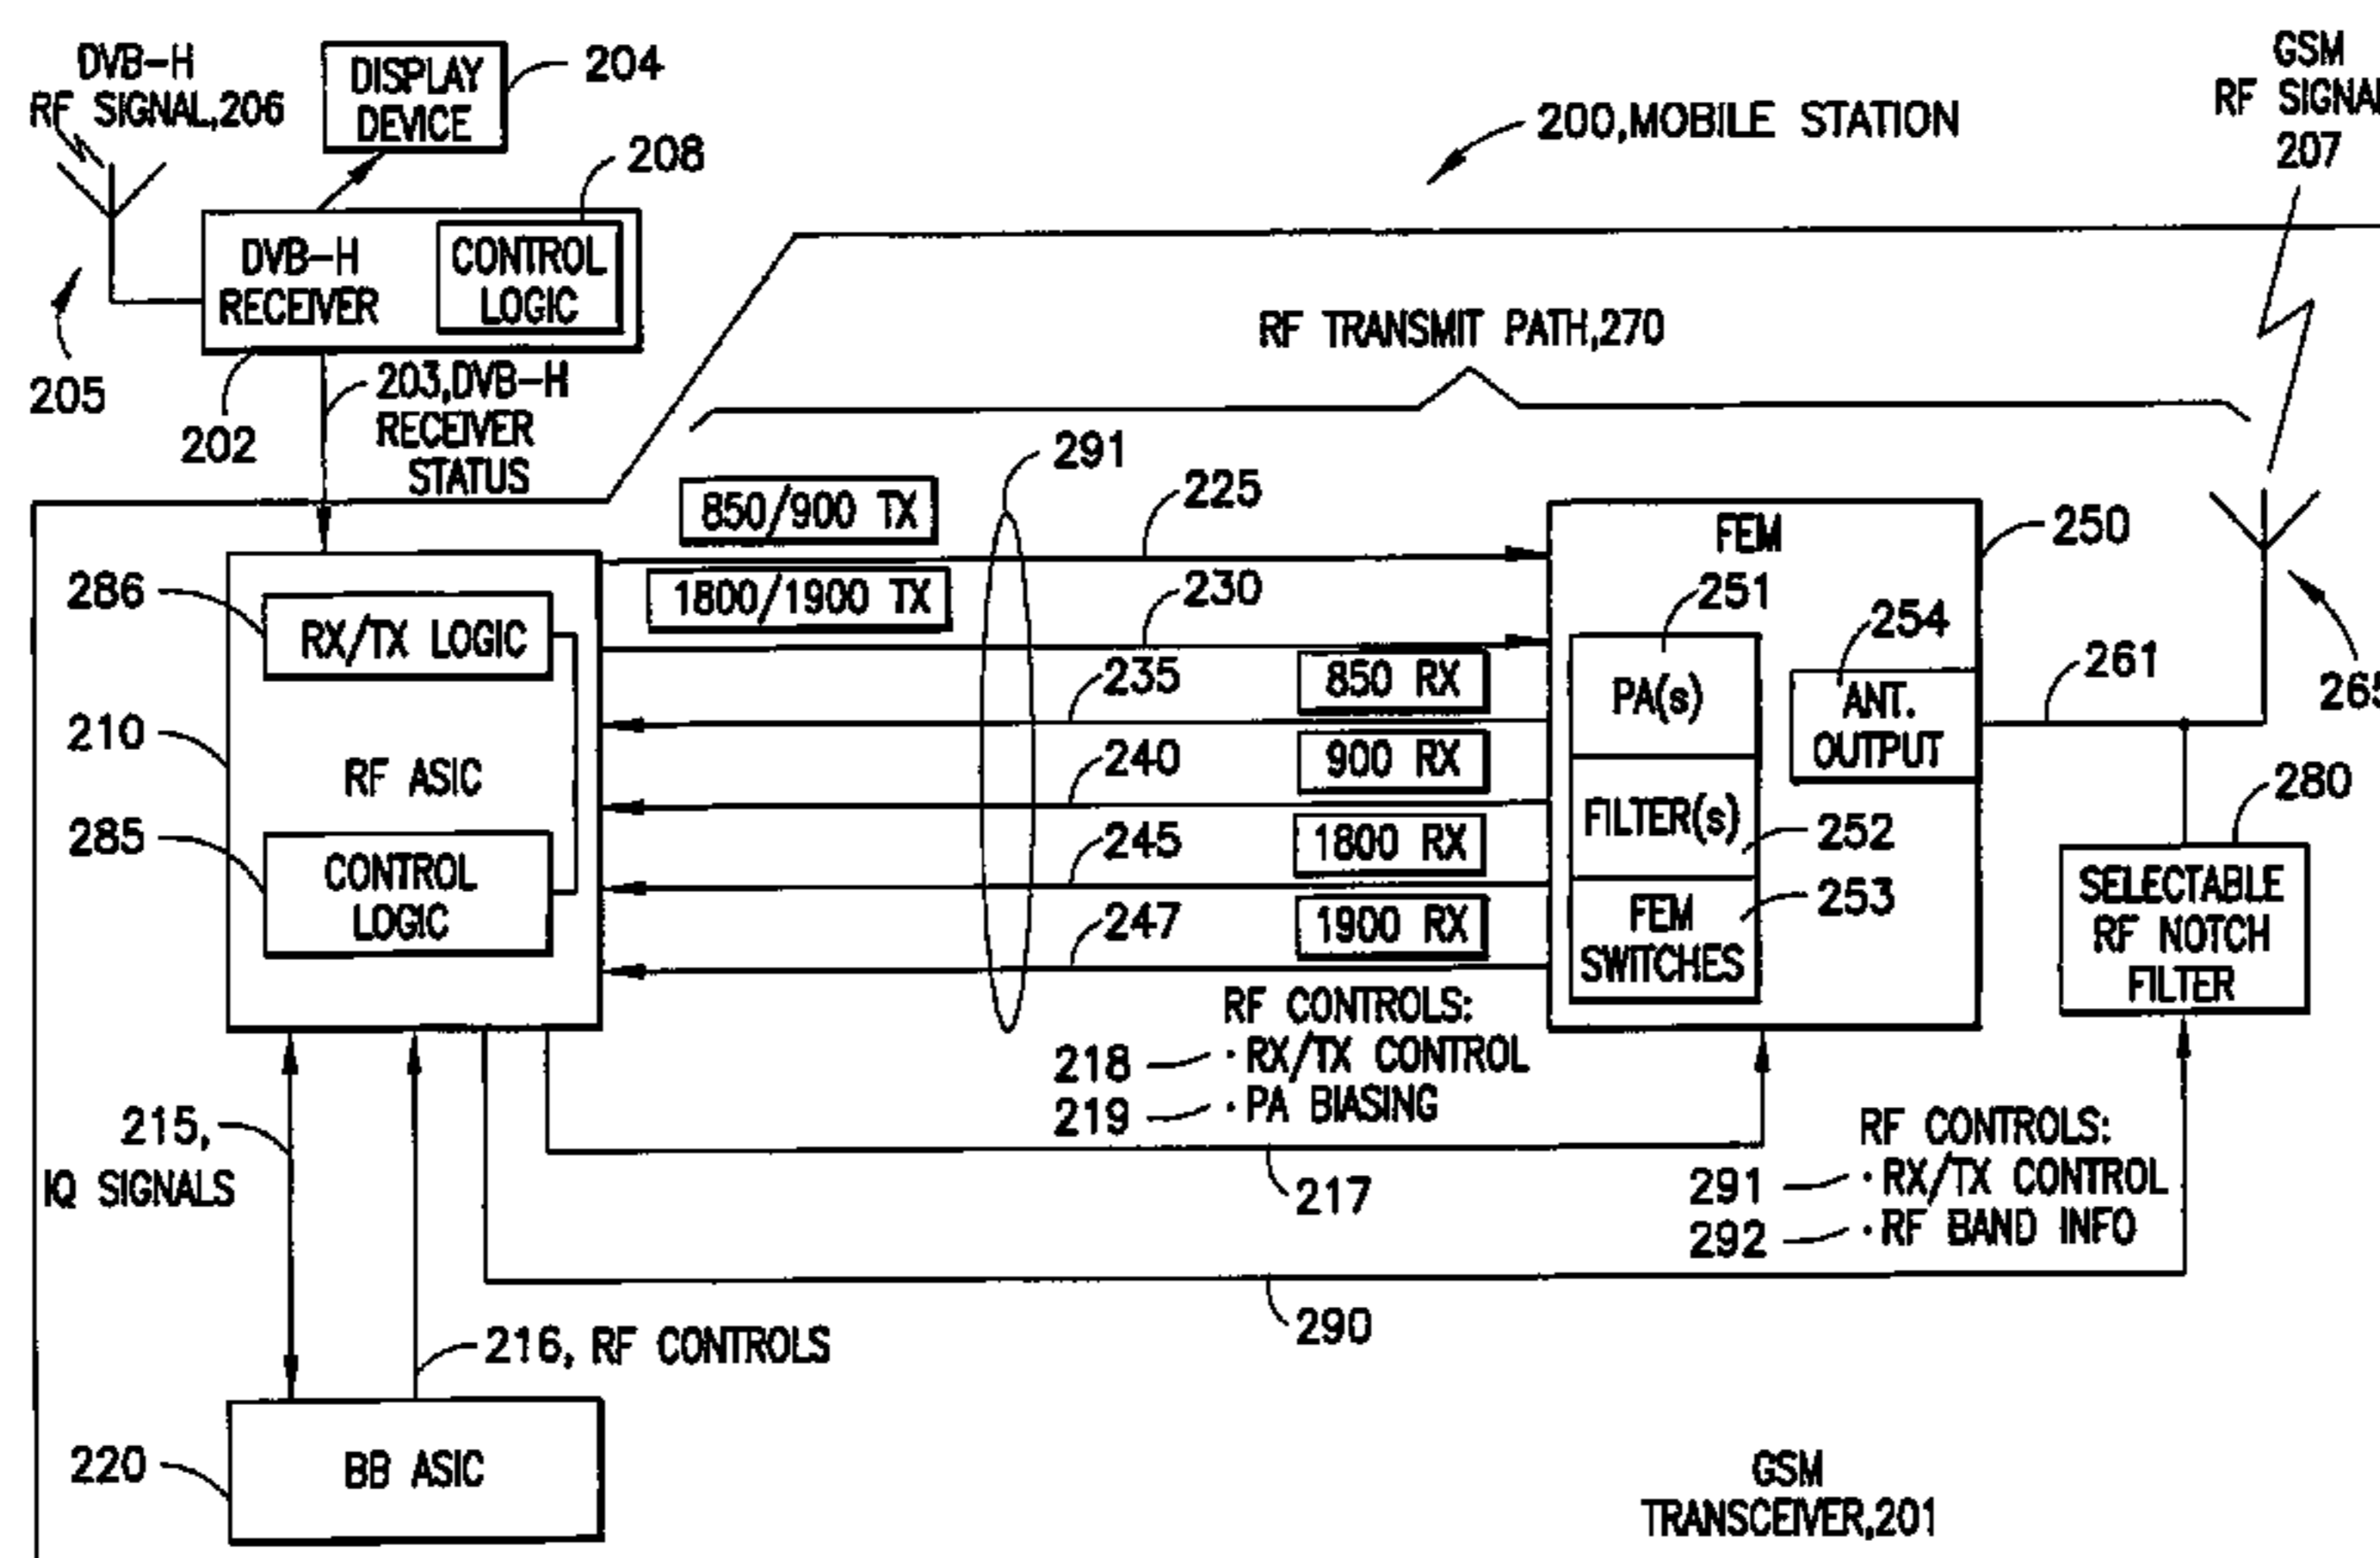 DVB-H
RF SIGNAL,206
DISPLAY
DEVICE
204
208
200,MOBILE STATION
GSM
RF SIGNAL
207
DVB-H
RECEIVER
CONTROL
LOGIC
205
202
203,DVB-H
RECEIVER
STATUS
RF TRANSMIT PATH,270
291
850/900 TX
225
1800/1900 TX
230
FEM
250
286
RX/TX LOGIC
251
254
235
850 RX
PA(s)
ANT.
OUTPUT
261
265
210
RF ASIC
240
900 RX
280
285
CONTROL
LOGIC
245
1800 RX
FILTER(s)
252
SELECTABLE
RF NOTCH
FILTER
247
1900 RX
FEM
SWITCHES
253
RF CONTROLS:
218 · RX/TX CONTROL
219 · PA BIASING
215,
IQ SIGNALS
217
RF CONTROLS:
291 · RX/TX CONTROL
292 · RF BAND INFO
290
216, RF CONTROLS
220
BB ASIC
GSM
TRANSCEIVER,201